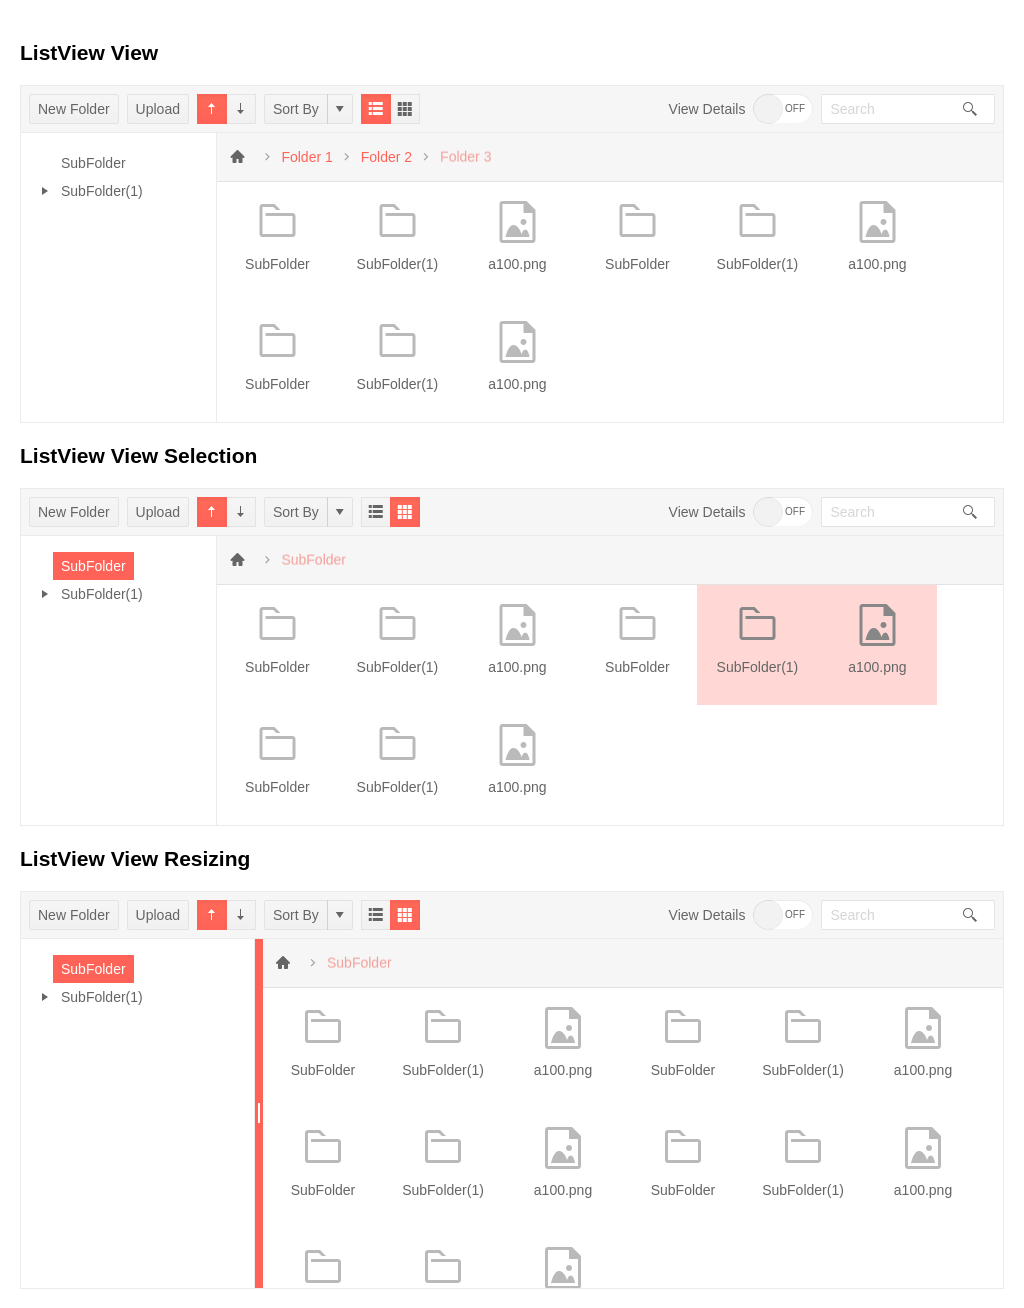 ListView View
New Folder Upload Sort By View Details OFF Search
SubFolder
SubFolder(1)
Folder 1 Folder 2 Folder 3
SubFolder SubFolder(1) a100.png SubFolder SubFolder(1) a100.png
SubFolder SubFolder(1) a100.png
ListView View Selection
New Folder Upload Sort By View Details OFF Search
SubFolder
SubFolder(1)
SubFolder
SubFolder SubFolder(1) a100.png SubFolder SubFolder(1) a100.png
SubFolder SubFolder(1) a100.png
ListView View Resizing
New Folder Upload Sort By View Details OFF Search
SubFolder
SubFolder(1)
SubFolder
SubFolder SubFolder(1) a100.png SubFolder SubFolder(1) a100.png
SubFolder SubFolder(1) a100.png SubFolder SubFolder(1) a100.png